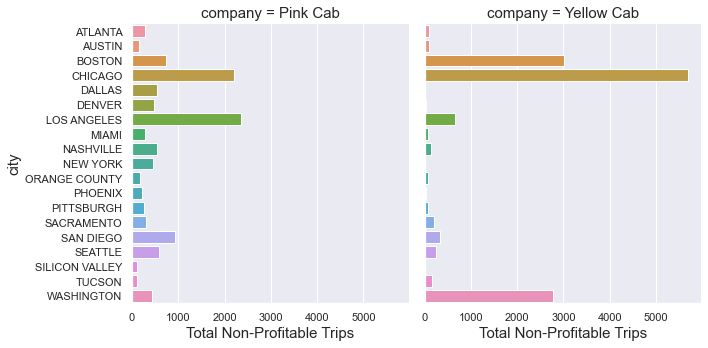 company = Pink Cab
company = Yellow Cab
ATLANTA
AUSTIN
BOSTON
CHICAGO
DALLAS
DENVER
LOS ANGELES
MIAMI
NASHVILLE
NEW YORK
ORANGE COUNTY
PHOENIX
PITTSBURGH
SACRAMENTO
SAN DIEGO
SEATTLE
SILICON VALLEY
TUCSON
WASHINGTON
city
0 1000 2000 3000 4000 5000
0 1000 2000 3000 4000 5000
Total Non-Profitable Trips
Total Non-Profitable Trips